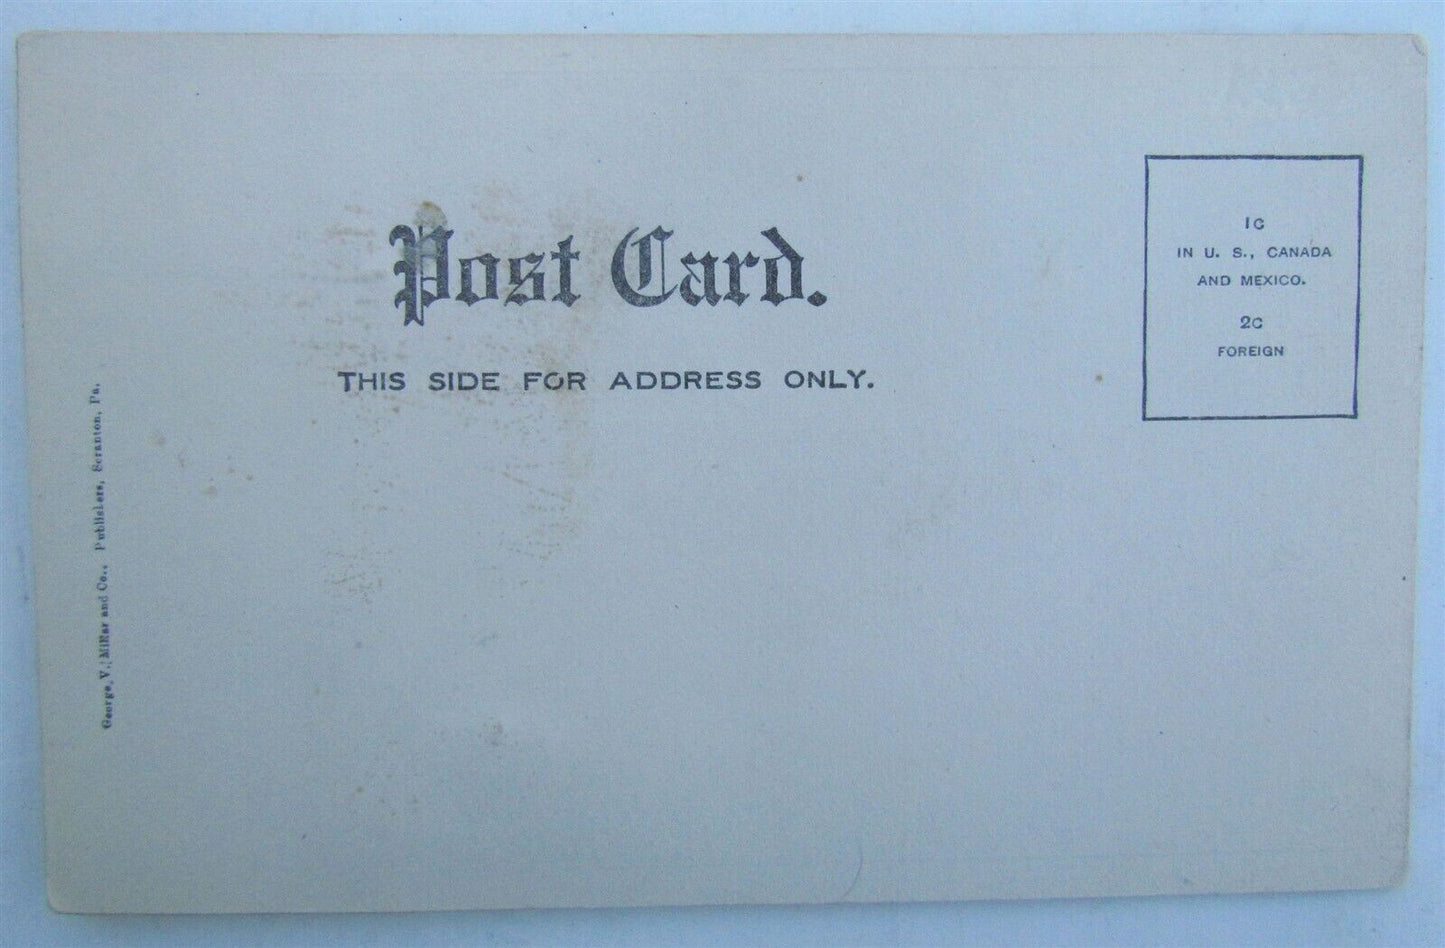 Post Card.
THIS SIDE FOR ADDRESS ONLY.
1C
IN U. S., CANADA
AND MEXICO.
2C
FOREIGN
George V. Millar and Co., Publishers, Scranton, Pa.